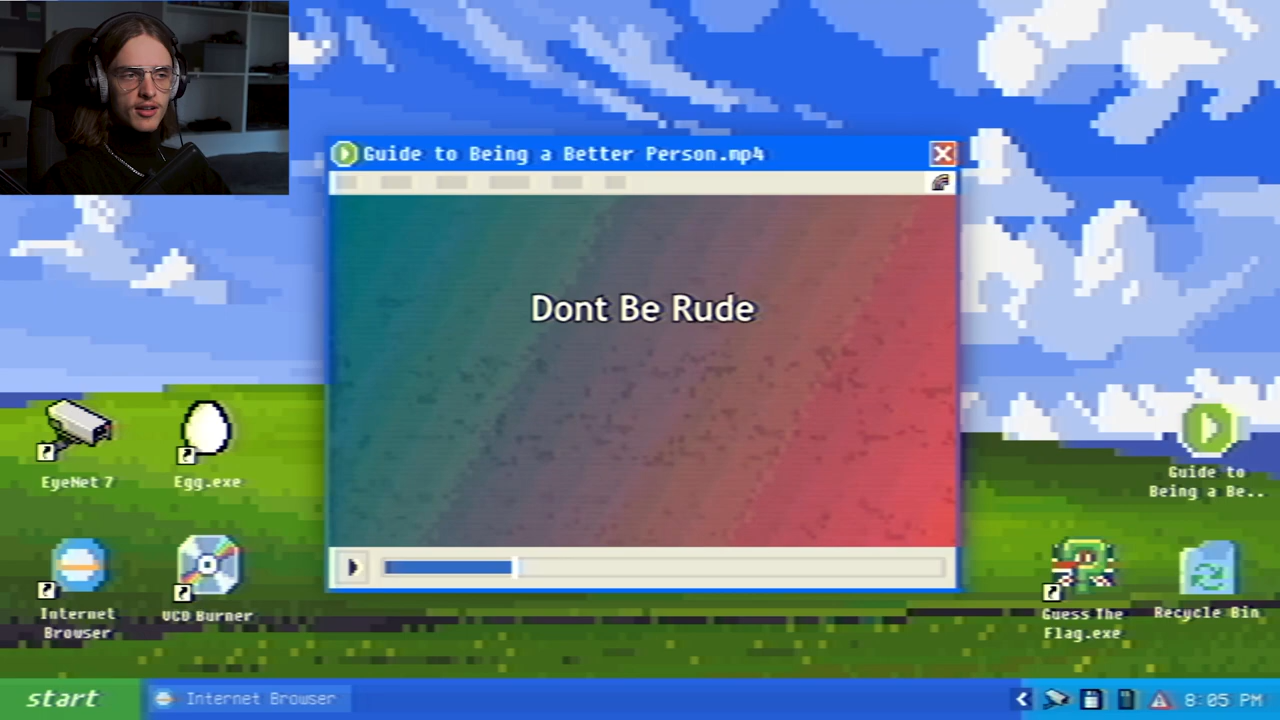 Guide to Being a Better Person.mp4
Dont Be Rude
EyeNet 7
Egg.exe
Guide to
Being a Be..
Internet
Browser
VCD Burner
Guess The
Flag.exe
Recycle Bin
start
Internet Browser
8:05 PM